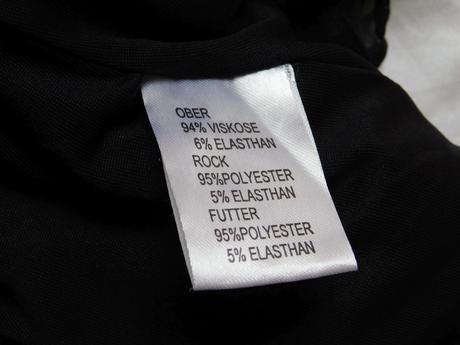 OBER
94% VISKOSE
6% ELASTHAN
ROCK
95%POLYESTER
5% ELASTHAN
FUTTER
95%POLYESTER
5% ELASTHAN